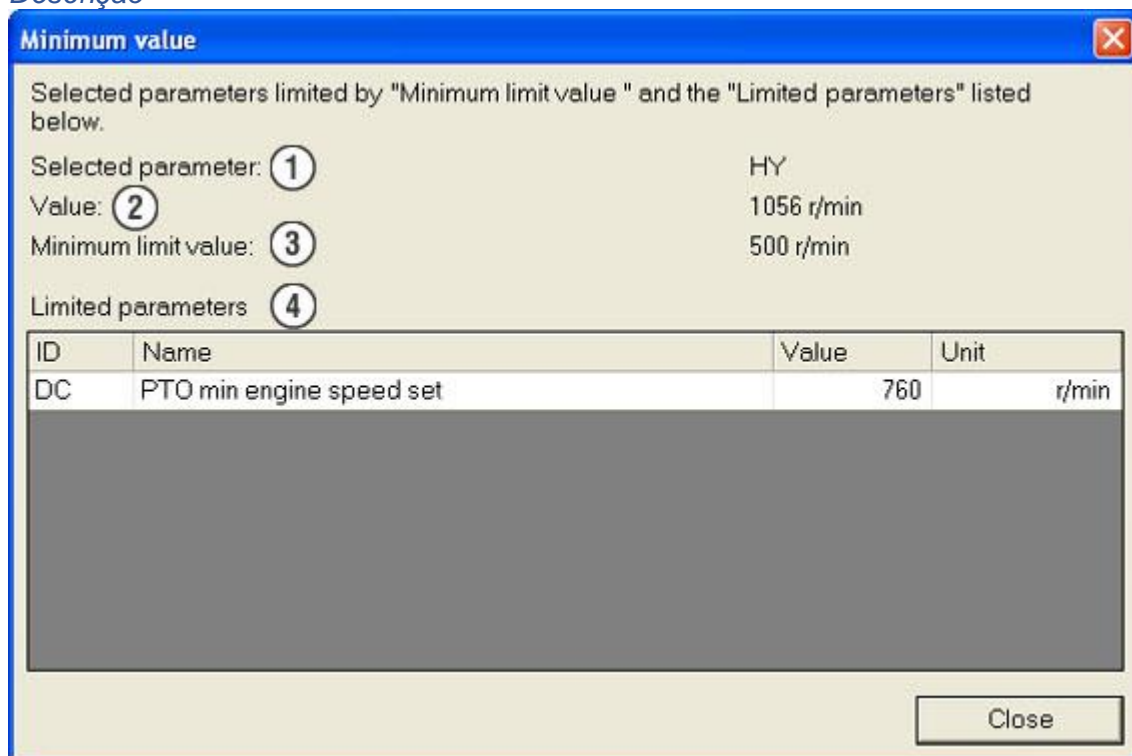 Descrição
Minimum value
Selected parameters limited by "Minimum limit value " and the "Limited parameters" listed
below.
Selected parameter: 1 HY
Value: 2 1056 r/min
Minimum limit value: 3 500 r/min
Limited parameters 4
ID Name Value Unit
DC PTO min engine speed set 760 r/min
Close